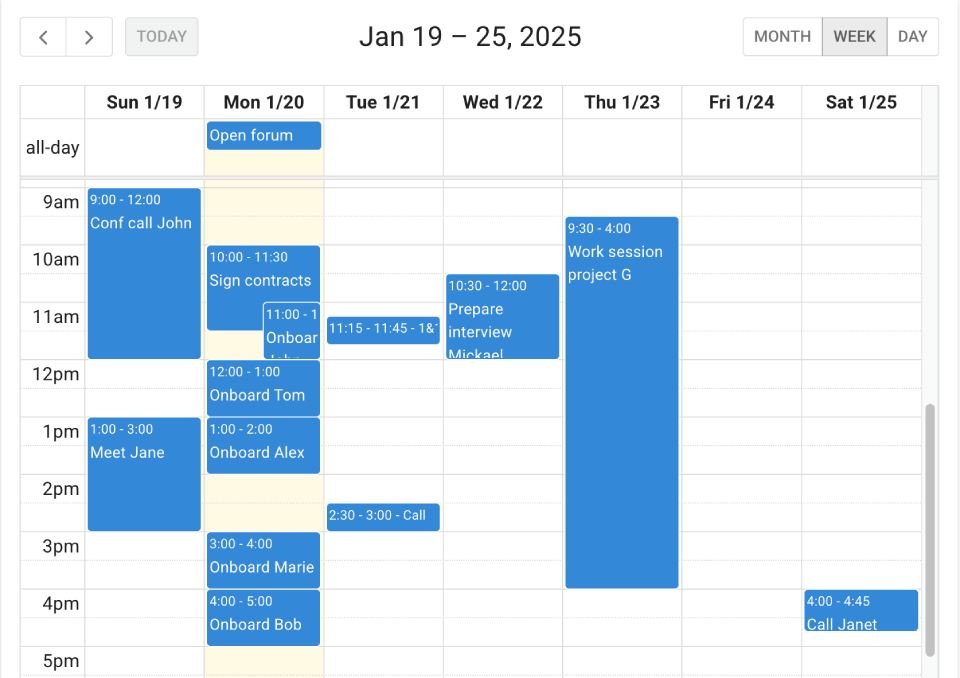 TODAY
Jan 19 – 25, 2025
MONTH WEEK DAY
Sun 1/19 Mon 1/20 Tue 1/21 Wed 1/22 Thu 1/23 Fri 1/24 Sat 1/25
all-day
Open forum
9am
10am
11am
12pm
1pm
2pm
3pm
4pm
5pm
9:00 - 12:00
Conf call John
1:00 - 3:00
Meet Jane
10:00 - 11:30
Sign contracts
11:00 - 1
Onboar
12:00 - 1:00
Onboard Tom
1:00 - 2:00
Onboard Alex
3:00 - 4:00
Onboard Marie
4:00 - 5:00
Onboard Bob
11:15 - 11:45 - 1&
2:30 - 3:00 - Call
10:30 - 12:00
Prepare
interview
Mickael
9:30 - 4:00
Work session
project G
4:00 - 4:45
Call Janet